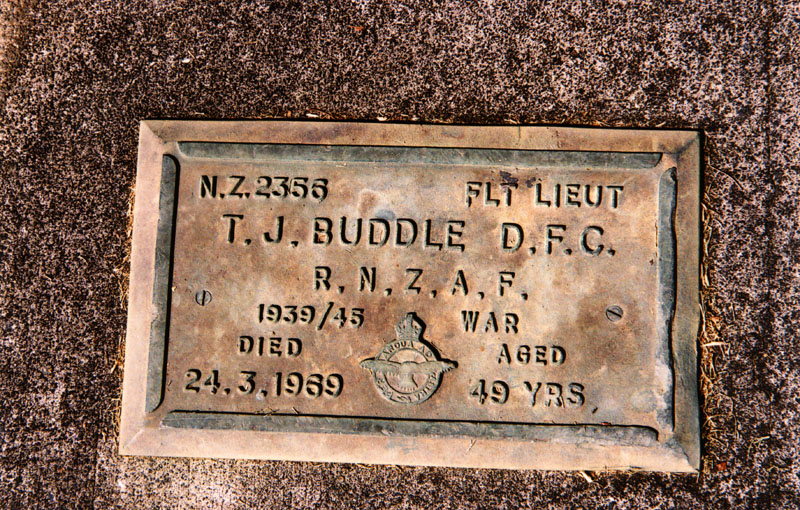 N.Z.2356 FLT LIEUT
T.J. BUDDLE D.F.C.
R.N.Z.A.F.
1939/45 WAR
DIED AGED
24.3.1969 49 YRS